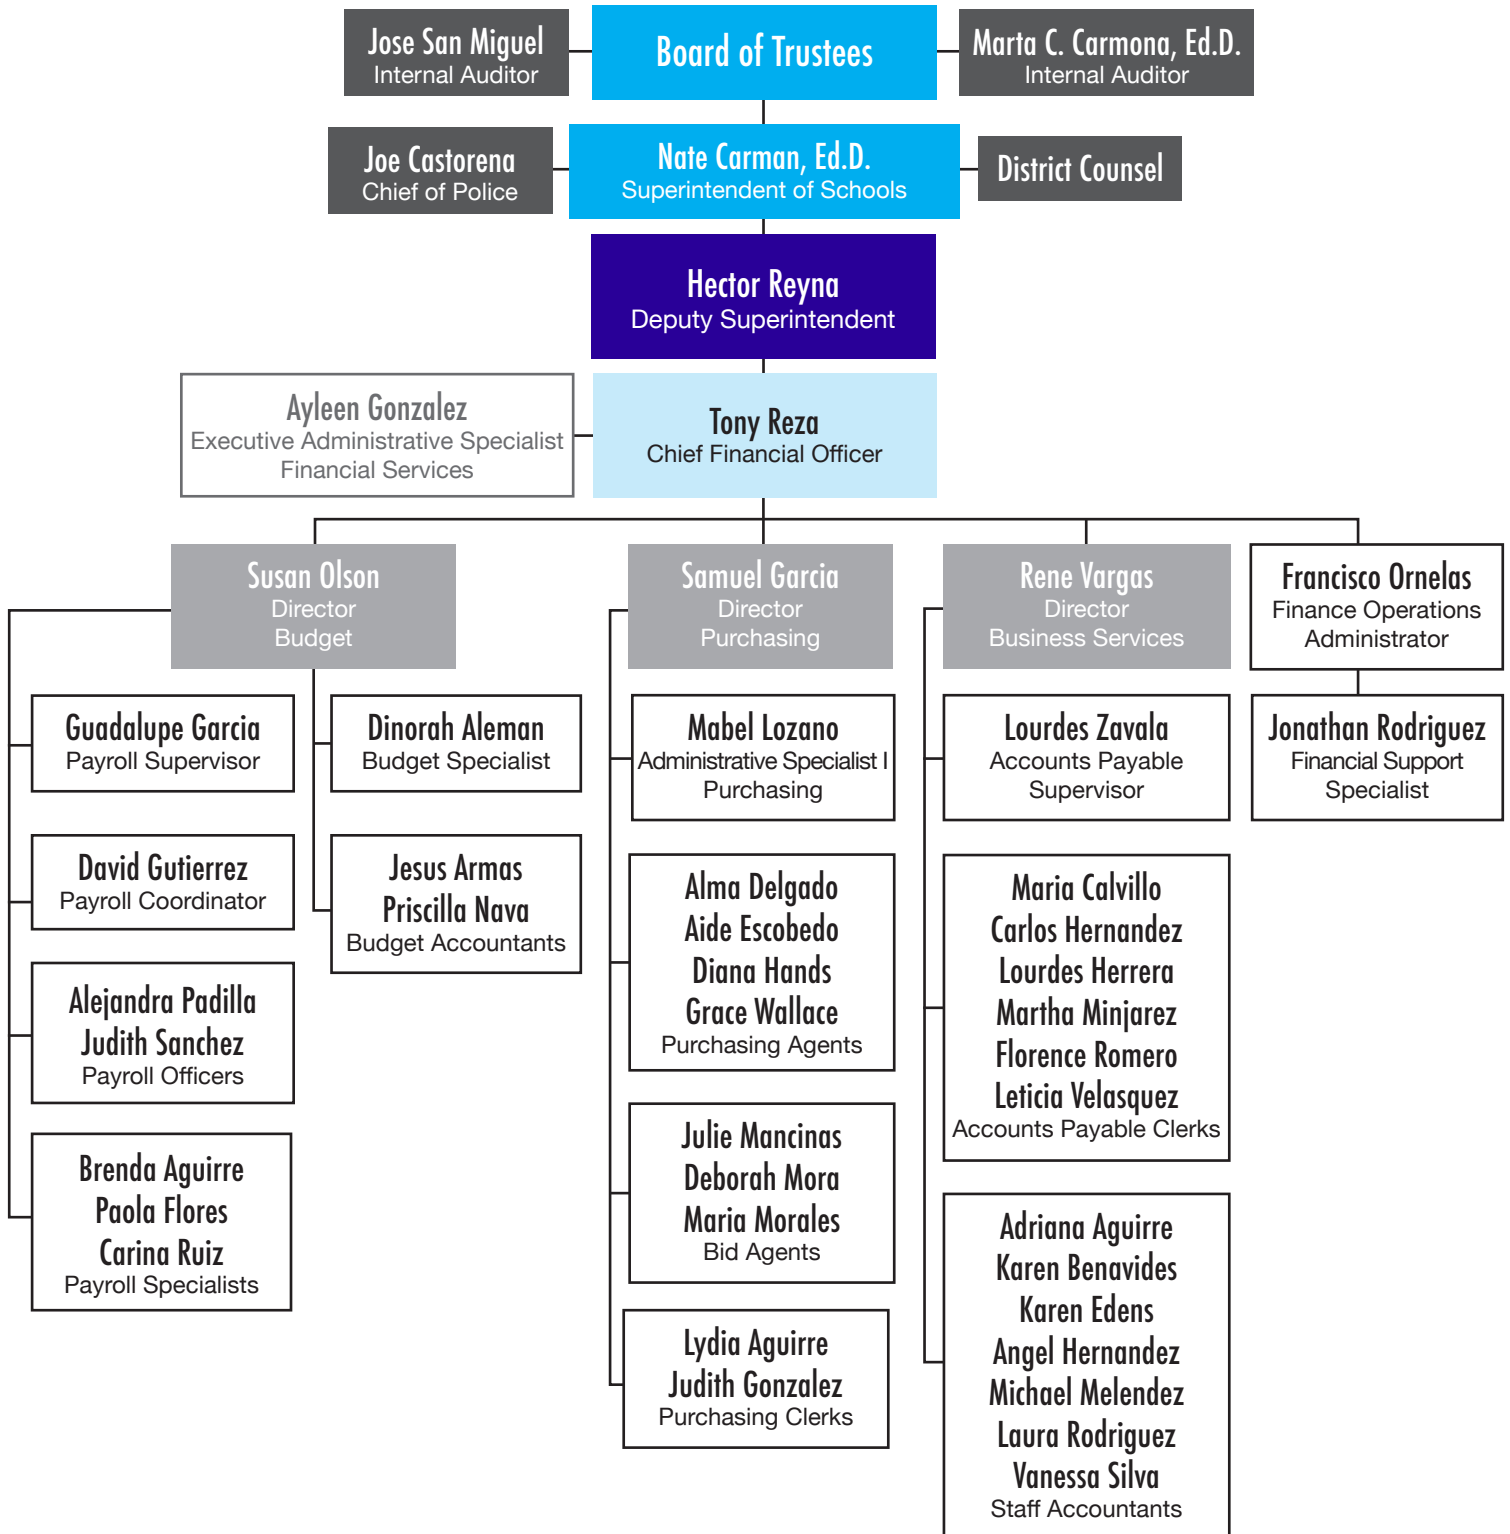 Jose San Miguel
Internal Auditor
Board of Trustees
Marta C. Carmona, Ed.D.
Internal Auditor
Joe Castorena
Chief of Police
Nate Carman, Ed.D.
Superintendent of Schools
District Counsel
Hector Reyna
Deputy Superintendent
Ayleen Gonzalez
Executive Administrative Specialist
Financial Services
Tony Reza
Chief Financial Officer
Susan Olson
Director
Budget
Guadalupe Garcia
Payroll Supervisor
David Gutierrez
Payroll Coordinator
Alejandra Padilla
Judith Sanchez
Payroll Officers
Brenda Aguirre
Paola Flores
Carina Ruiz
Payroll Specialists
Dinorah Aleman
Budget Specialist
Jesus Armas
Priscilla Nava
Budget Accountants
Samuel Garcia
Director
Purchasing
Mabel Lozano
Administrative Specialist I
Purchasing
Alma Delgado
Aide Escobedo
Diana Hands
Grace Wallace
Purchasing Agents
Julie Mancinas
Deborah Mora
Maria Morales
Bid Agents
Lydia Aguirre
Judith Gonzalez
Purchasing Clerks
Rene Vargas
Director
Business Services
Lourdes Zavala
Accounts Payable
Supervisor
Maria Calvillo
Carlos Hernandez
Lourdes Herrera
Martha Minjarez
Florence Romero
Leticia Velasquez
Accounts Payable Clerks
Adriana Aguirre
Karen Benavides
Karen Edens
Angel Hernandez
Michael Melendez
Laura Rodriguez
Vanessa Silva
Staff Accountants
Francisco Ornelas
Finance Operations
Administrator
Jonathan Rodriguez
Financial Support
Specialist